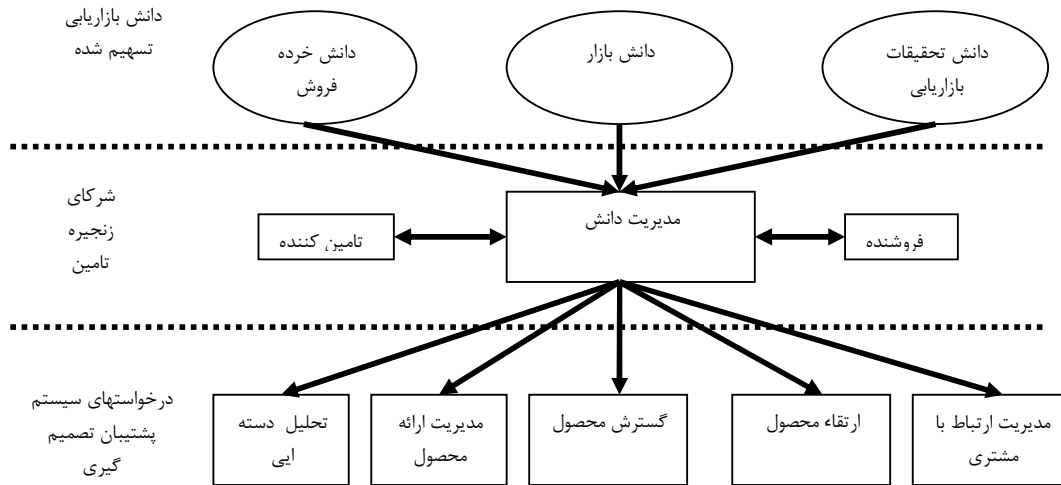 دانش بازاریابی
تسهیم شده
دانش تحقیقات
بازاریابی
دانش بازار
دانش خرده
فروش
شرکای
زنجیره
تامین
فروشنده
مدیریت دانش
تامین کننده
درخواستهای سیستم
پشتیبان تصمیم
گیری
مدیریت ارتباط با
مشتری
ارتقاء محصول
گسترش محصول
مدیریت ارائه
محصول
تحلیل دسته
ایی